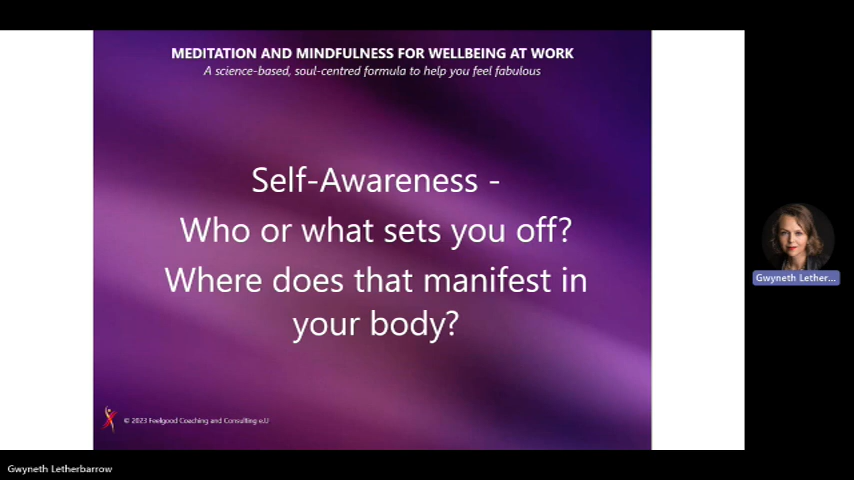 MEDITATION AND MINDFULNESS FOR WELLBEING AT WORK
A science-based, soul-centred formula to help you feel fabulous
Self-Awareness -
Who or what sets you off?
Where does that manifest in
your body?
Gwyneth Lether...
© 2023 Feelgood Coaching and Consulting e.U
Gwyneth Letherbarrow